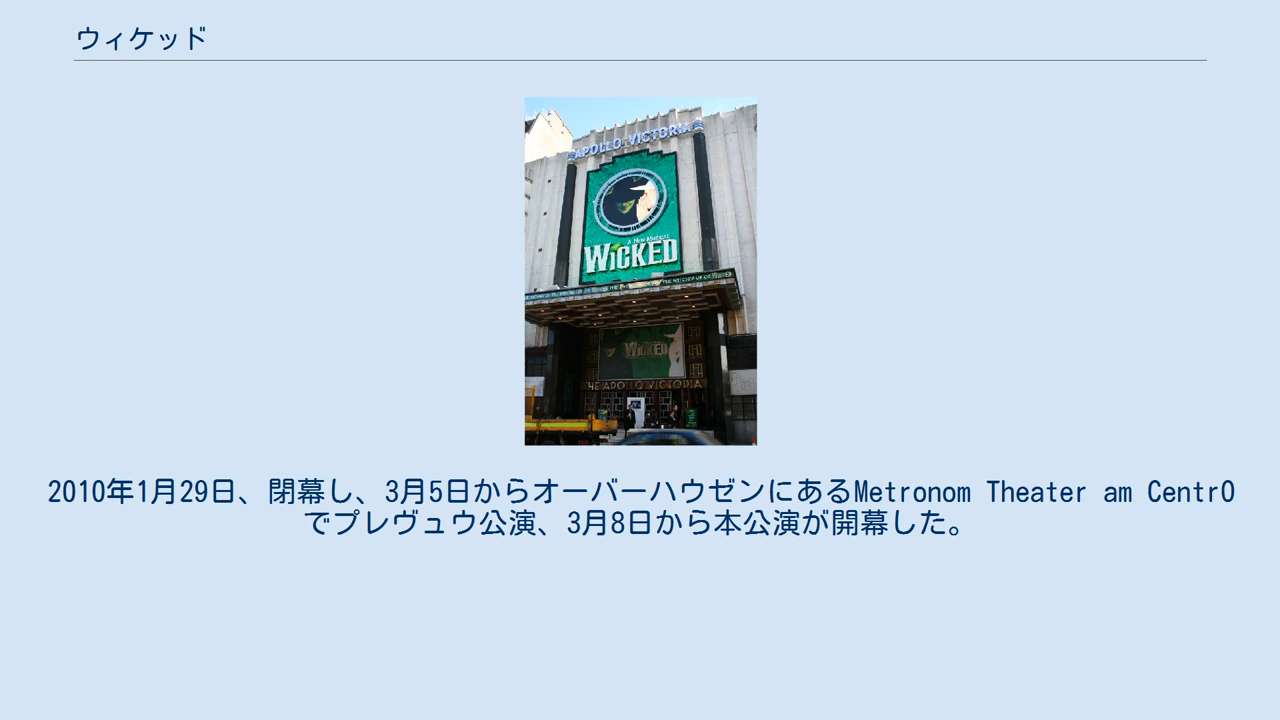 ウィケッド
APOLLO VICTORIA
A NEW MUSICAL
WICKED
WICKED
THE APOLLO VICTORIA
2010年1月29日、閉幕し、3月5日からオーバーハウゼンにあるMetronom Theater am CentrO
でプレヴュウ公演、3月8日から本公演が開幕した。